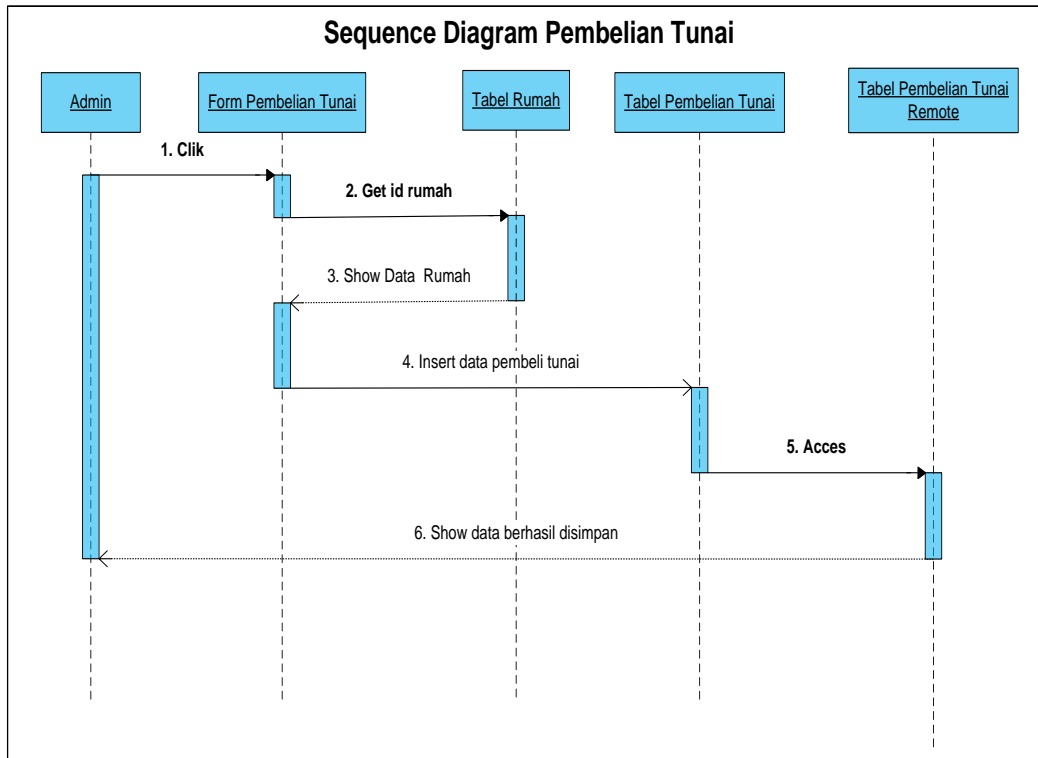 Sequence Diagram Pembelian Tunai
Admin
Form Pembelian Tunai
Tabel Rumah
Tabel Pembelian Tunai
Tabel Pembelian Tunai
Remote
1. Clik
2. Get id rumah
3. Show Data Rumah
4. Insert data pembeli tunai
5. Acces
6. Show data berhasil disimpan